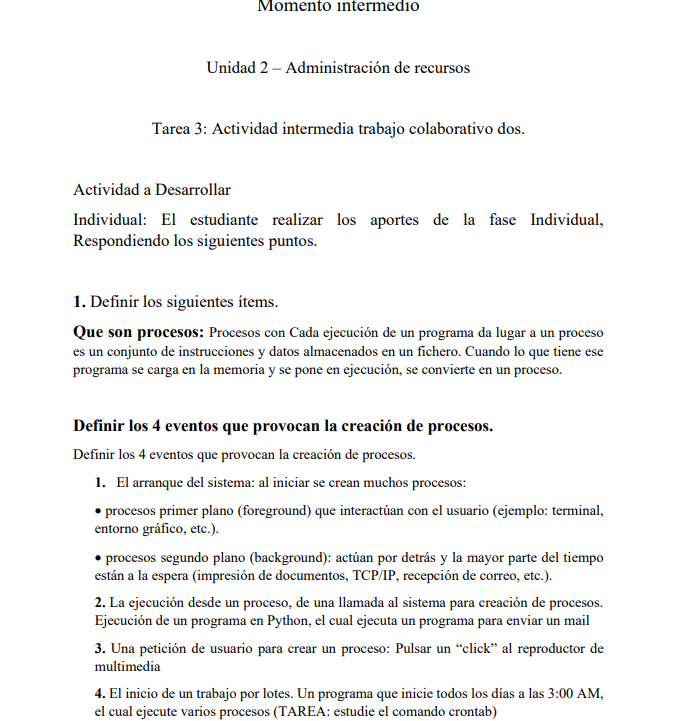 Momento intermedio
Unidad 2 – Administración de recursos
Tarea 3: Actividad intermedia trabajo colaborativo dos.
Actividad a Desarrollar
Individual: El estudiante realizar los aportes de la fase Individual,
Respondiendo los siguientes puntos.
1. Definir los siguientes ítems.
Que son procesos: Procesos con Cada ejecución de un programa da lugar a un proceso
es un conjunto de instrucciones y datos almacenados en un fichero. Cuando lo que tiene ese
programa se carga en la memoria y se pone en ejecución, se convierte en un proceso.
Definir los 4 eventos que provocan la creación de procesos.
Definir los 4 eventos que provocan la creación de procesos.
1. El arranque del sistema: al iniciar se crean muchos procesos:
• procesos primer plano (foreground) que interactúan con el usuario (ejemplo: terminal,
entorno gráfico, etc.).
• procesos segundo plano (background): actúan por detrás y la mayor parte del tiempo
están a la espera (impresión de documentos, TCP/IP, recepción de correo, etc.).
2. La ejecución desde un proceso, de una llamada al sistema para creación de procesos.
Ejecución de un programa en Python, el cual ejecuta un programa para enviar un mail
3. Una petición de usuario para crear un proceso: Pulsar un “click” al reproductor de
multimedia
4. El inicio de un trabajo por lotes. Un programa que inicie todos los días a las 3:00 AM,
el cual ejecute varios procesos (TAREA: estudie el comando crontab)